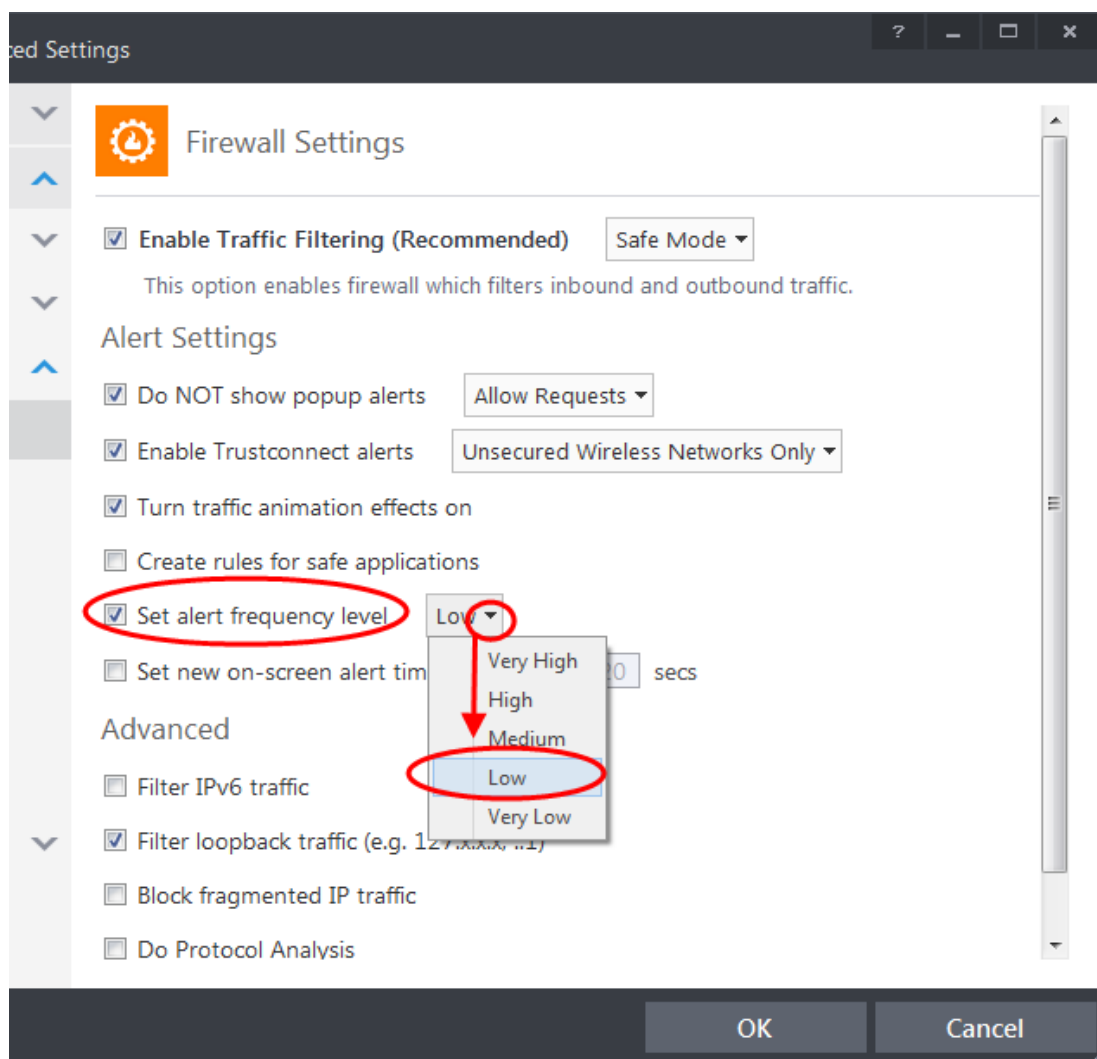 ced Settings
Firewall Settings
Enable Traffic Filtering (Recommended) Safe Mode
This option enables firewall which filters inbound and outbound traffic.
Alert Settings
Do NOT show popup alerts Allow Requests
Enable Trustconnect alerts Unsecured Wireless Networks Only
Turn traffic animation effects on
Create rules for safe applications
Set alert frequency level Low
Very High
Set new on-screen alert tim 20 secs
High
Advanced
Medium
Low
Filter IPv6 traffic
Very Low
Filter loopback traffic (e.g. 127.x.x.x, ::1)
Block fragmented IP traffic
Do Protocol Analysis
OK Cancel